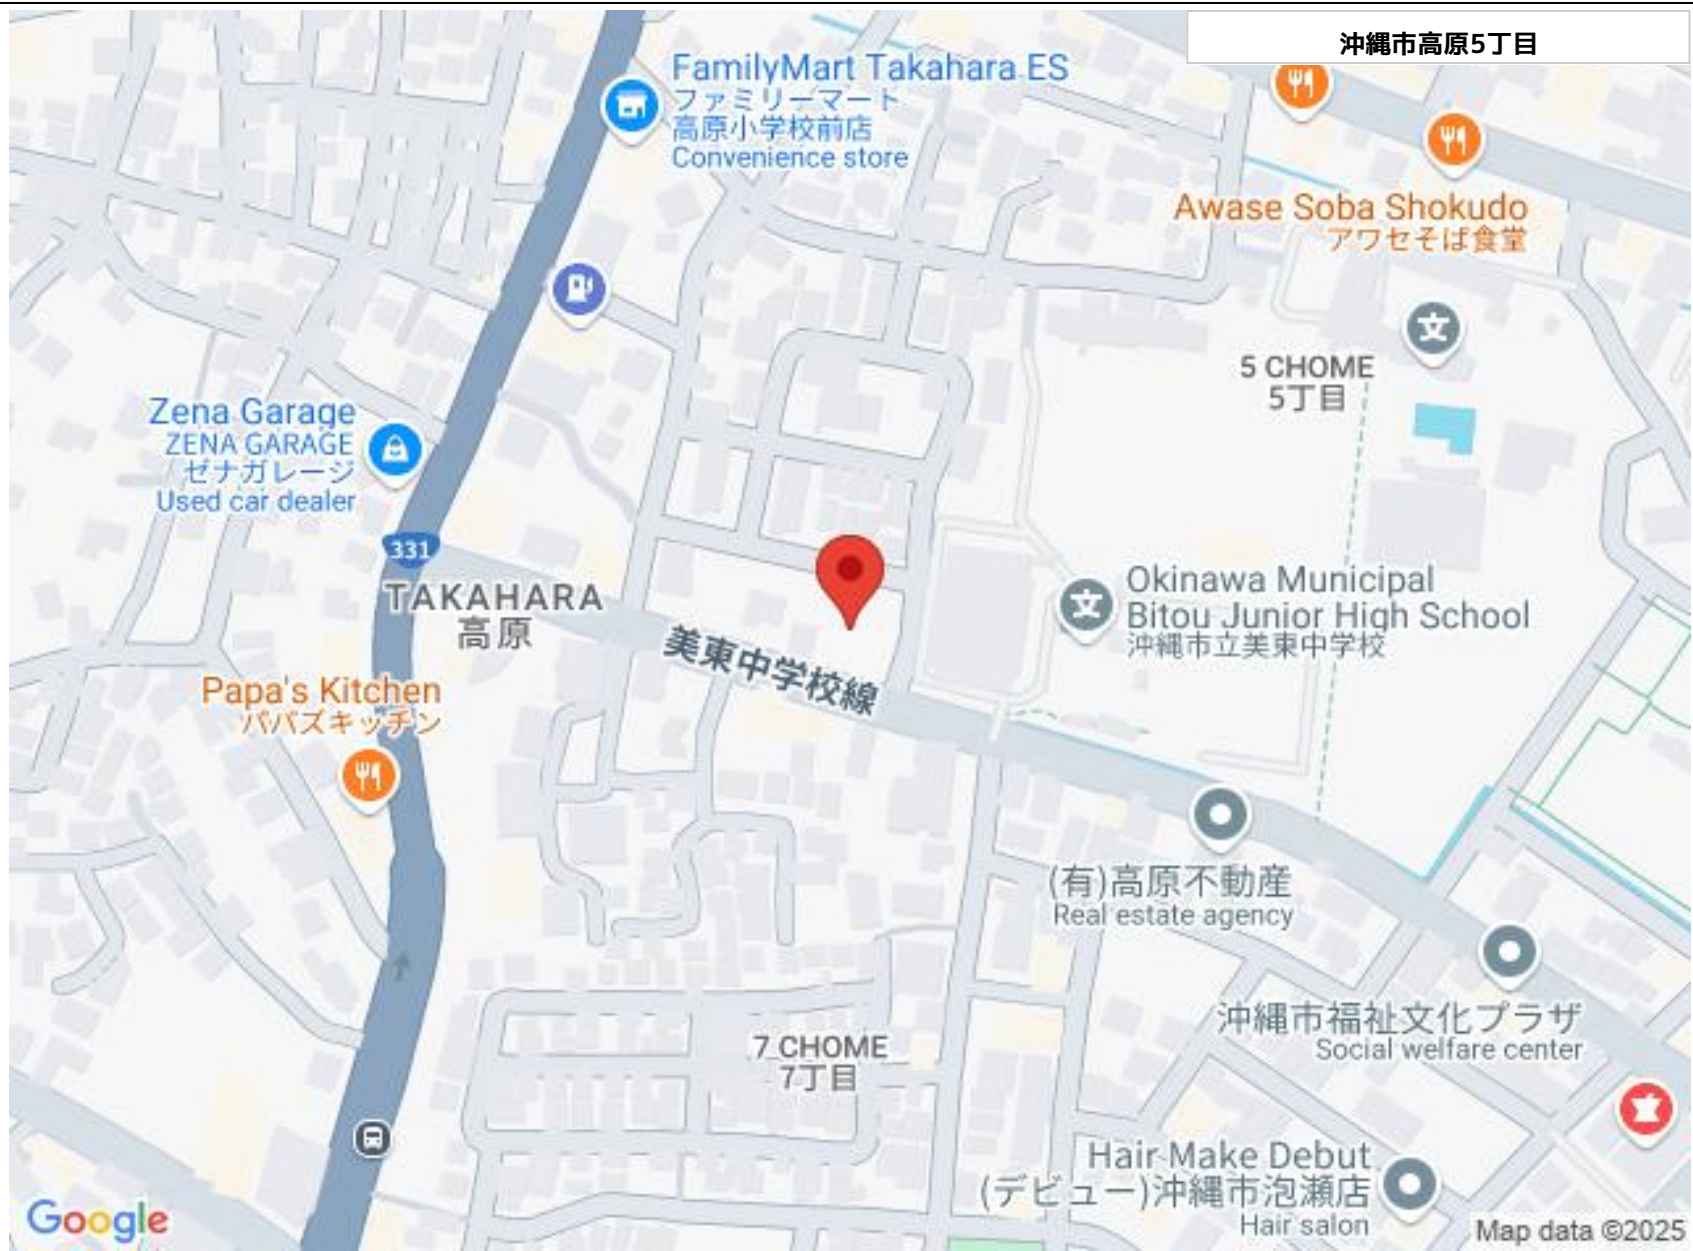 沖縄市高原5丁目
FamilyMart Takahara ES
ファミリーマート
高原小学校前店
Convenience store
Awase Soba Shokudo
アワセそば食堂
5 CHOME
5丁目
Zena Garage
ZENA GARAGE
ゼナガレージ
Used car dealer
331
TAKAHARA
高原
Okinawa Municipal
Bitou Junior High School
沖縄市立美東中学校
美東中学校線
Papa's Kitchen
パパズキッチン
(有)高原不動産
Real estate agency
沖縄市福祉文化プラザ
Social welfare center
7 CHOME
7丁目
Hair Make Debut
(デビュー)沖縄市泡瀬店
Hair salon
Google
Map data ©2025